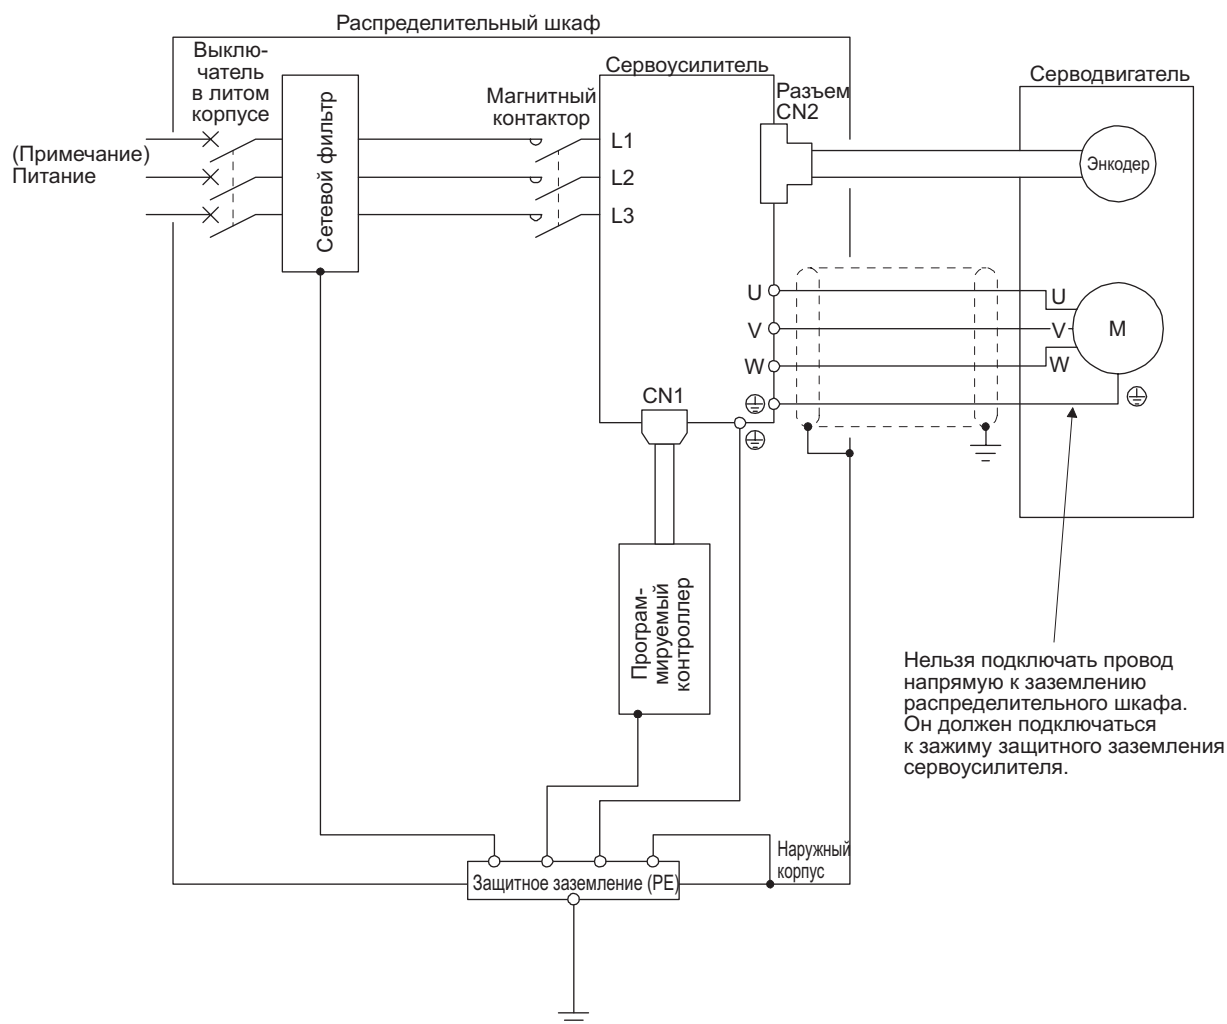 Распределительный шкаф
Выклю-
чатель
в литом
корпусе
Сетевой фильтр
Магнитный
контактор
Сервоусилитель
Разъем
CN2
Серводвигатель
(Примечание)
Питание
L1
L2
L3
Энкодер
U
V
W
U
V
W
M
CN1
Програм-
мируемый
контроллер
Нельзя подключать провод
напрямую к заземлению
распределительного шкафа.
Он должен подключаться
к зажиму защитного заземления
сервоусилителя.
Наружный
корпус
Защитное заземление (PE)